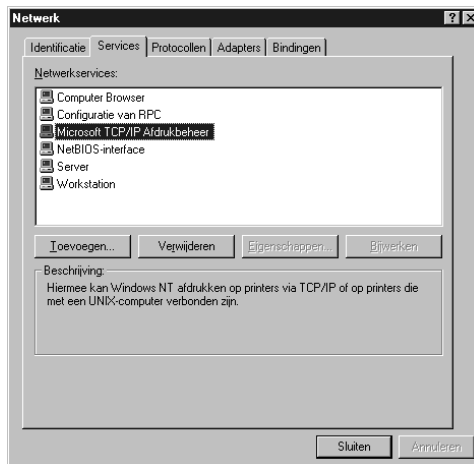 Netwerk
Identificatie Services Protocollen Adapters Bindingen
Netwerkservices:
Computer Browser
Configuratie van RPC
Microsoft TCP/IP Afdrukbeheer
NetBIOS-interface
Server
Workstation
Toevoegen... Verwijderen Eigenschappen... Bijwerken
Beschrijving:
Hiermee kan Windows NT afdrukken op printers via TCP/IP of op printers die
met een UNIX-computer verbonden zijn.
Sluiten Annuleren